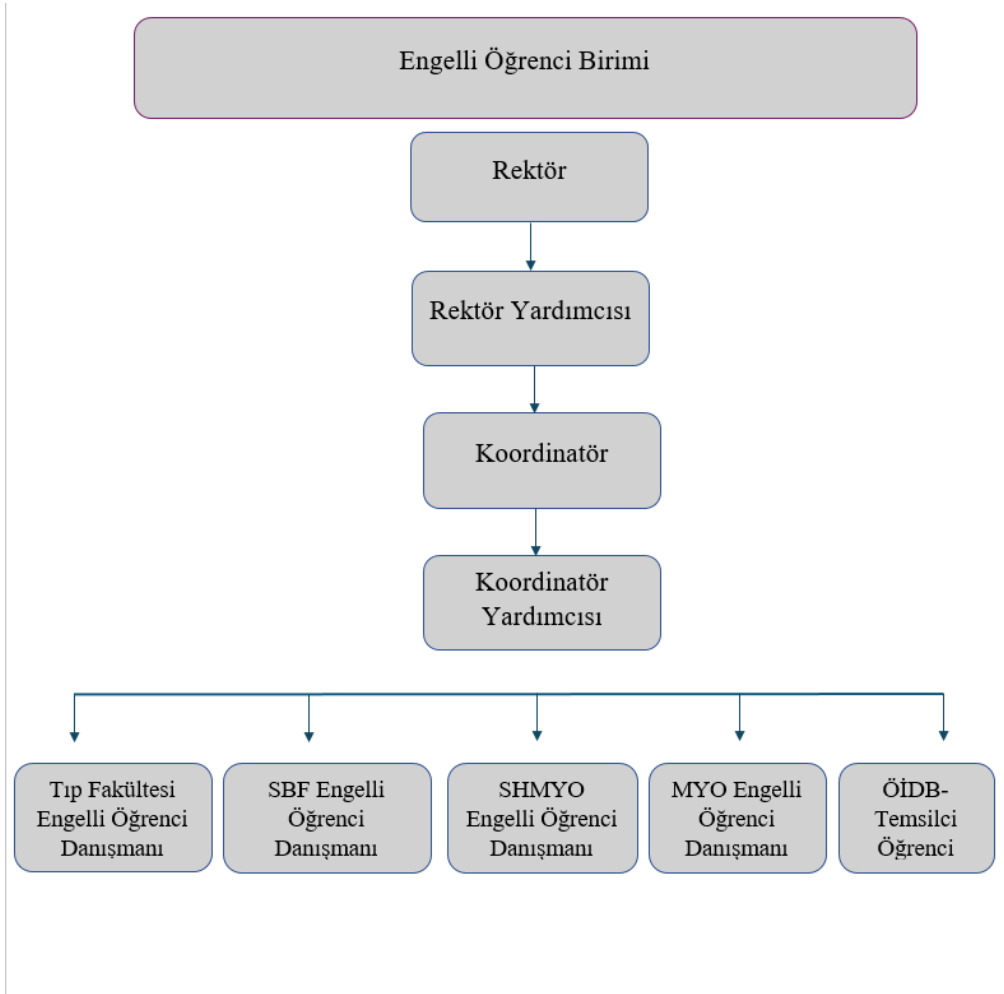 Engelli Öğrenci Birimi
Rektör
Rektör Yardımcısı
Koordinatör
Koordinatör
Yardımcısı
Tıp Fakültesi
Engelli Öğrenci
Danışmanı
SBF Engelli
Öğrenci
Danışmanı
SHMYO
Engelli Öğrenci
Danışmanı
MYO Engelli
Öğrenci
Danışmanı
ÖİDB-
Temsilci
Öğrenci